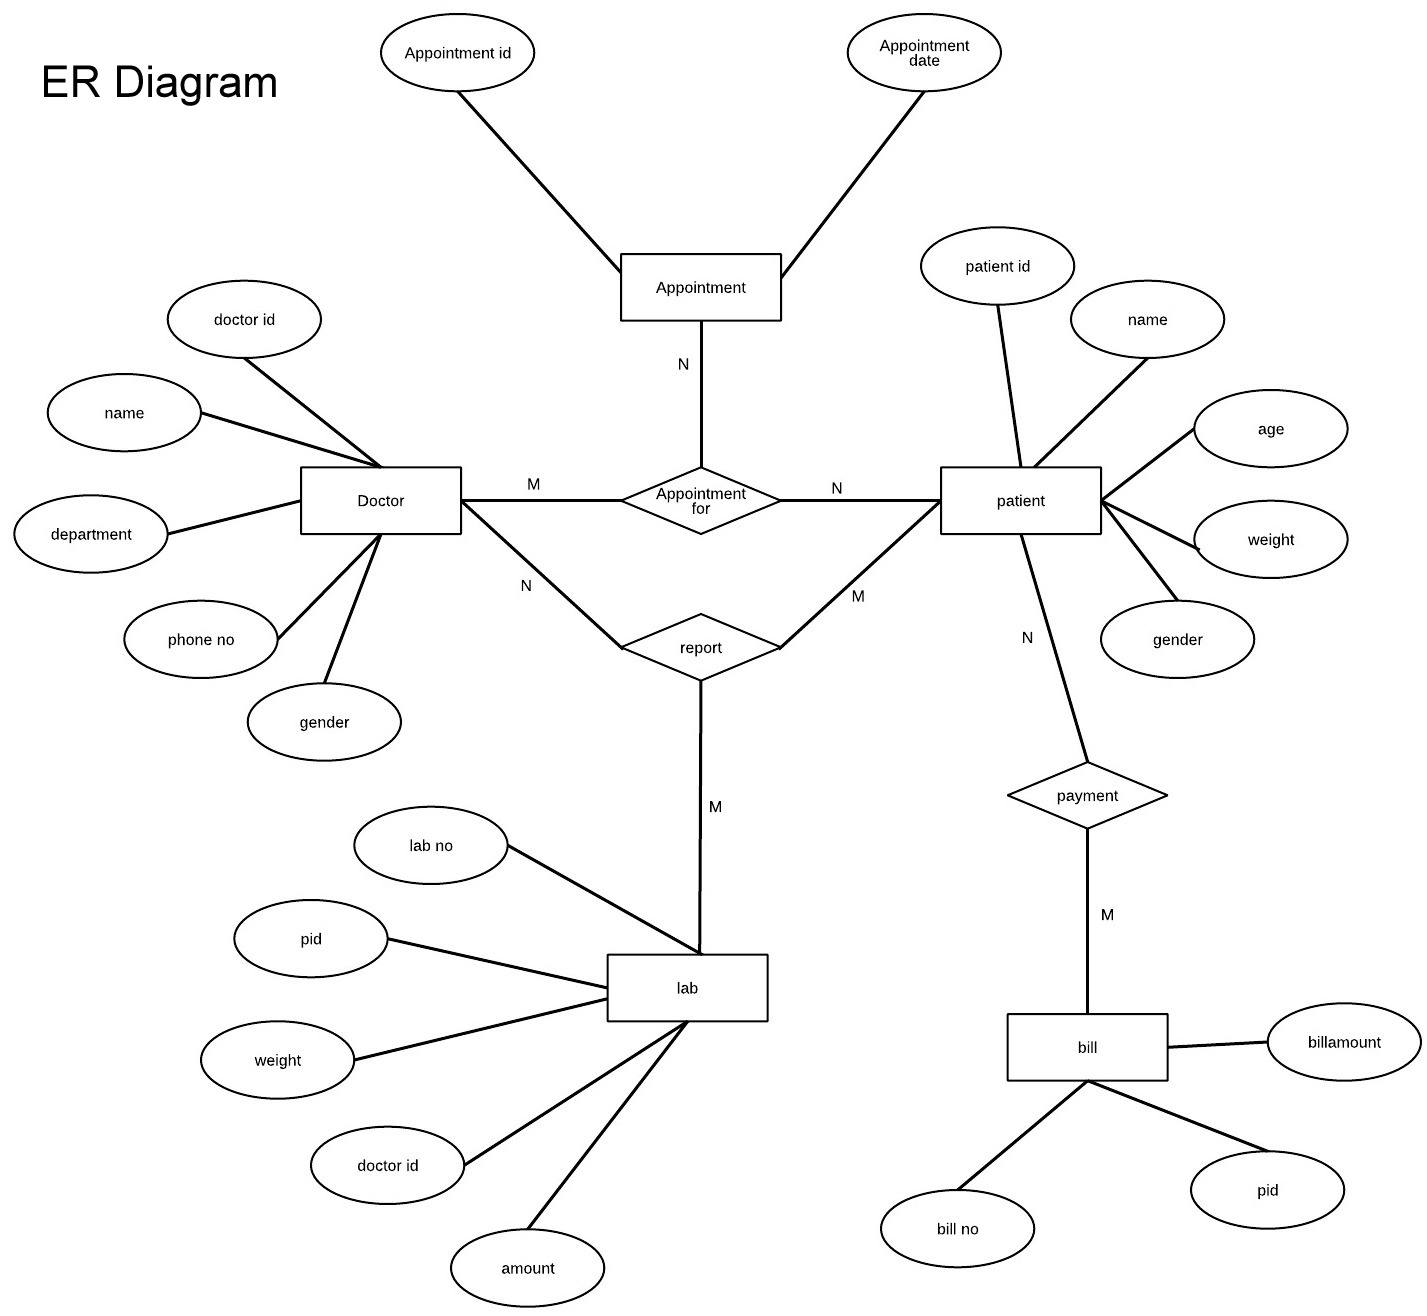 Appointment id
Appointment
date
ER Diagram
patient id
Appointment
doctor id
name
N
name
age
M
N
Appointment
for
Doctor
patient
department
weight
N
M
phone no
report
N
gender
gender
payment
M
lab no
M
pid
lab
bill
billamount
weight
doctor id
pid
bill no
amount